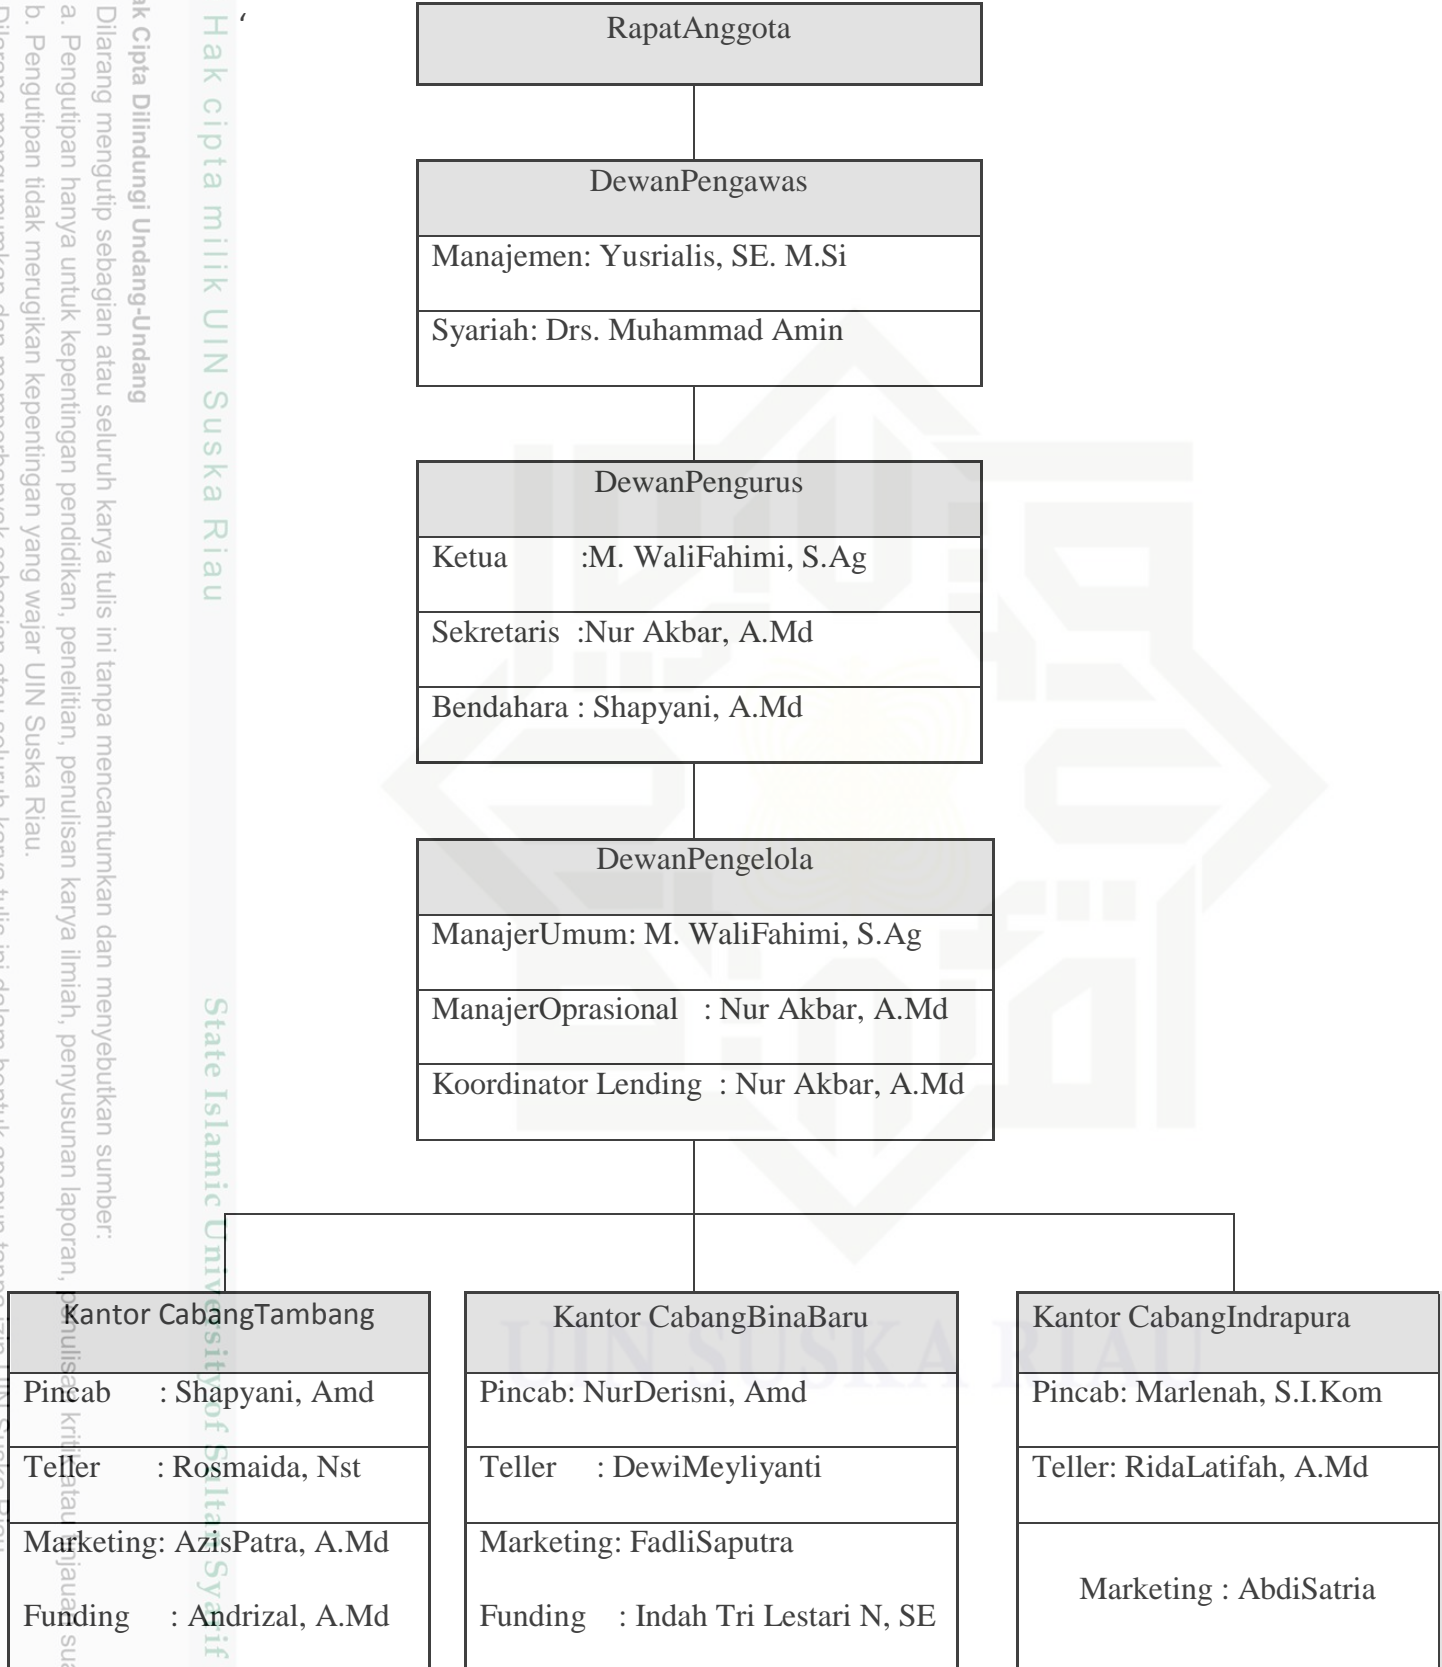 ‘
RapatAnggota
DewanPengawas
Manajemen: Yusrialis, SE. M.Si
Syariah: Drs. Muhammad Amin
DewanPengurus
Ketua :M. WaliFahimi, S.Ag
Sekretaris :Nur Akbar, A.Md
Bendahara : Shapyani, A.Md
DewanPengelola
ManajerUmum: M. WaliFahimi, S.Ag
ManajerOprasional : Nur Akbar, A.Md
Koordinator Lending : Nur Akbar, A.Md
Kantor CabangTambang
Pincab : Shapyani, Amd
Teller : Rosmaida, Nst
Marketing: AzisPatra, A.Md
Funding : Andrizal, A.Md
Kantor CabangBinaBaru
Pincab: NurDerisni, Amd
Teller : DewiMeyliyanti
Marketing: FadliSaputra
Funding : Indah Tri Lestari N, SE
Kantor CabangIndrapura
Pincab: Marlenah, S.I.Kom
Teller: RidaLatifah, A.Md
Marketing : AbdiSatria
Hak cipta milik UIN Suska Riau
State Islamic University of Sultan Syarif
Cipta Dilindungi Undang-Undang
Dilarang mengutip sebagian atau seluruh karya tulis ini tanpa mencantumkan dan menyebutkan sumber:
a. Pengutipan hanya untuk kepentingan pendidikan, penelitian, penulisan karya ilmiah, penyusunan laporan, penulisan kritik atau tinjauan
b. Pengutipan tidak merugikan kepentingan yang wajar UIN Suska Riau.
UIN SUSKA RIAU